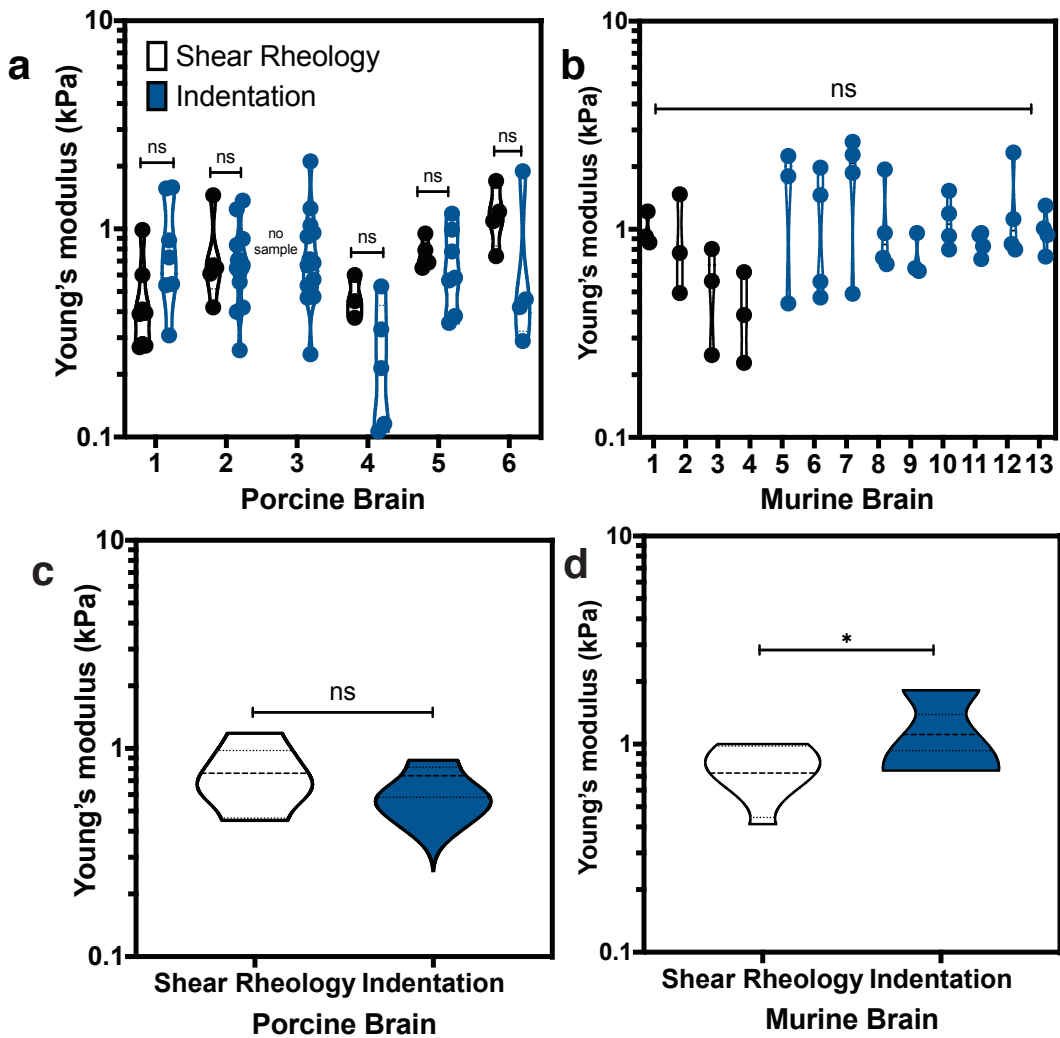 a
Shear Rheology
Indentation
Young's modulus (kPa)
10
1
0.1
ns
ns
no
sample
ns
ns
ns
1 2 3 4 5 6
Porcine Brain
b
Young's modulus (kPa)
10
1
0.1
ns
1 2 3 4 5 6 7 8 9 10 11 12 13
Murine Brain
c
Young's modulus (kPa)
10
1
0.1
ns
Shear Rheology Indentation
Porcine Brain
d
Young's modulus (kPa)
10
1
0.1
*
Shear Rheology Indentation
Murine Brain